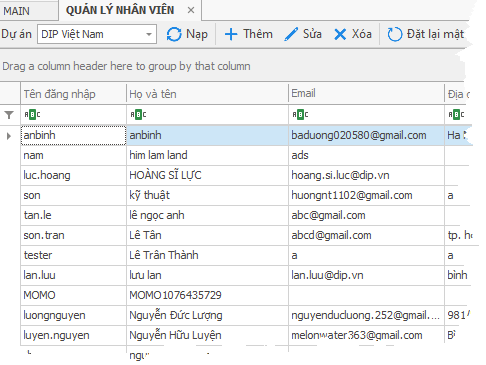 MAIN QUẢN LÝ NHÂN VIÊN ×
Dự án DIP Việt Nam Nạp Thêm Sửa Xóa Đặt lại mật
Drag a column header here to group by that column
Tên đăng nhập Họ và tên Email Địa
ABC ABC ABC ABC
anbinh anbinh baduong020580@gmail.com Ha
nam him lam land ads
luc.hoang HOÀNG SĨ LỰC hoang.si.luc@dip.vn
son kỹ thuật huongnt1102@gmail.com a
tan.le lê ngọc anh abc@gmail.com
son.tran Lê Tân abcd@gmail.com tp.
tester Lê Trân Thành a a
lan.luu lưu lan lan.luu@dip.vn bình
MOMO MOMO1076435729
luongnguyen Nguyễn Đức Lượng nguyenducluong.252@gmail.... 981
luyen.nguyen Nguyễn Hữu Luyện melonwater363@gmail.com